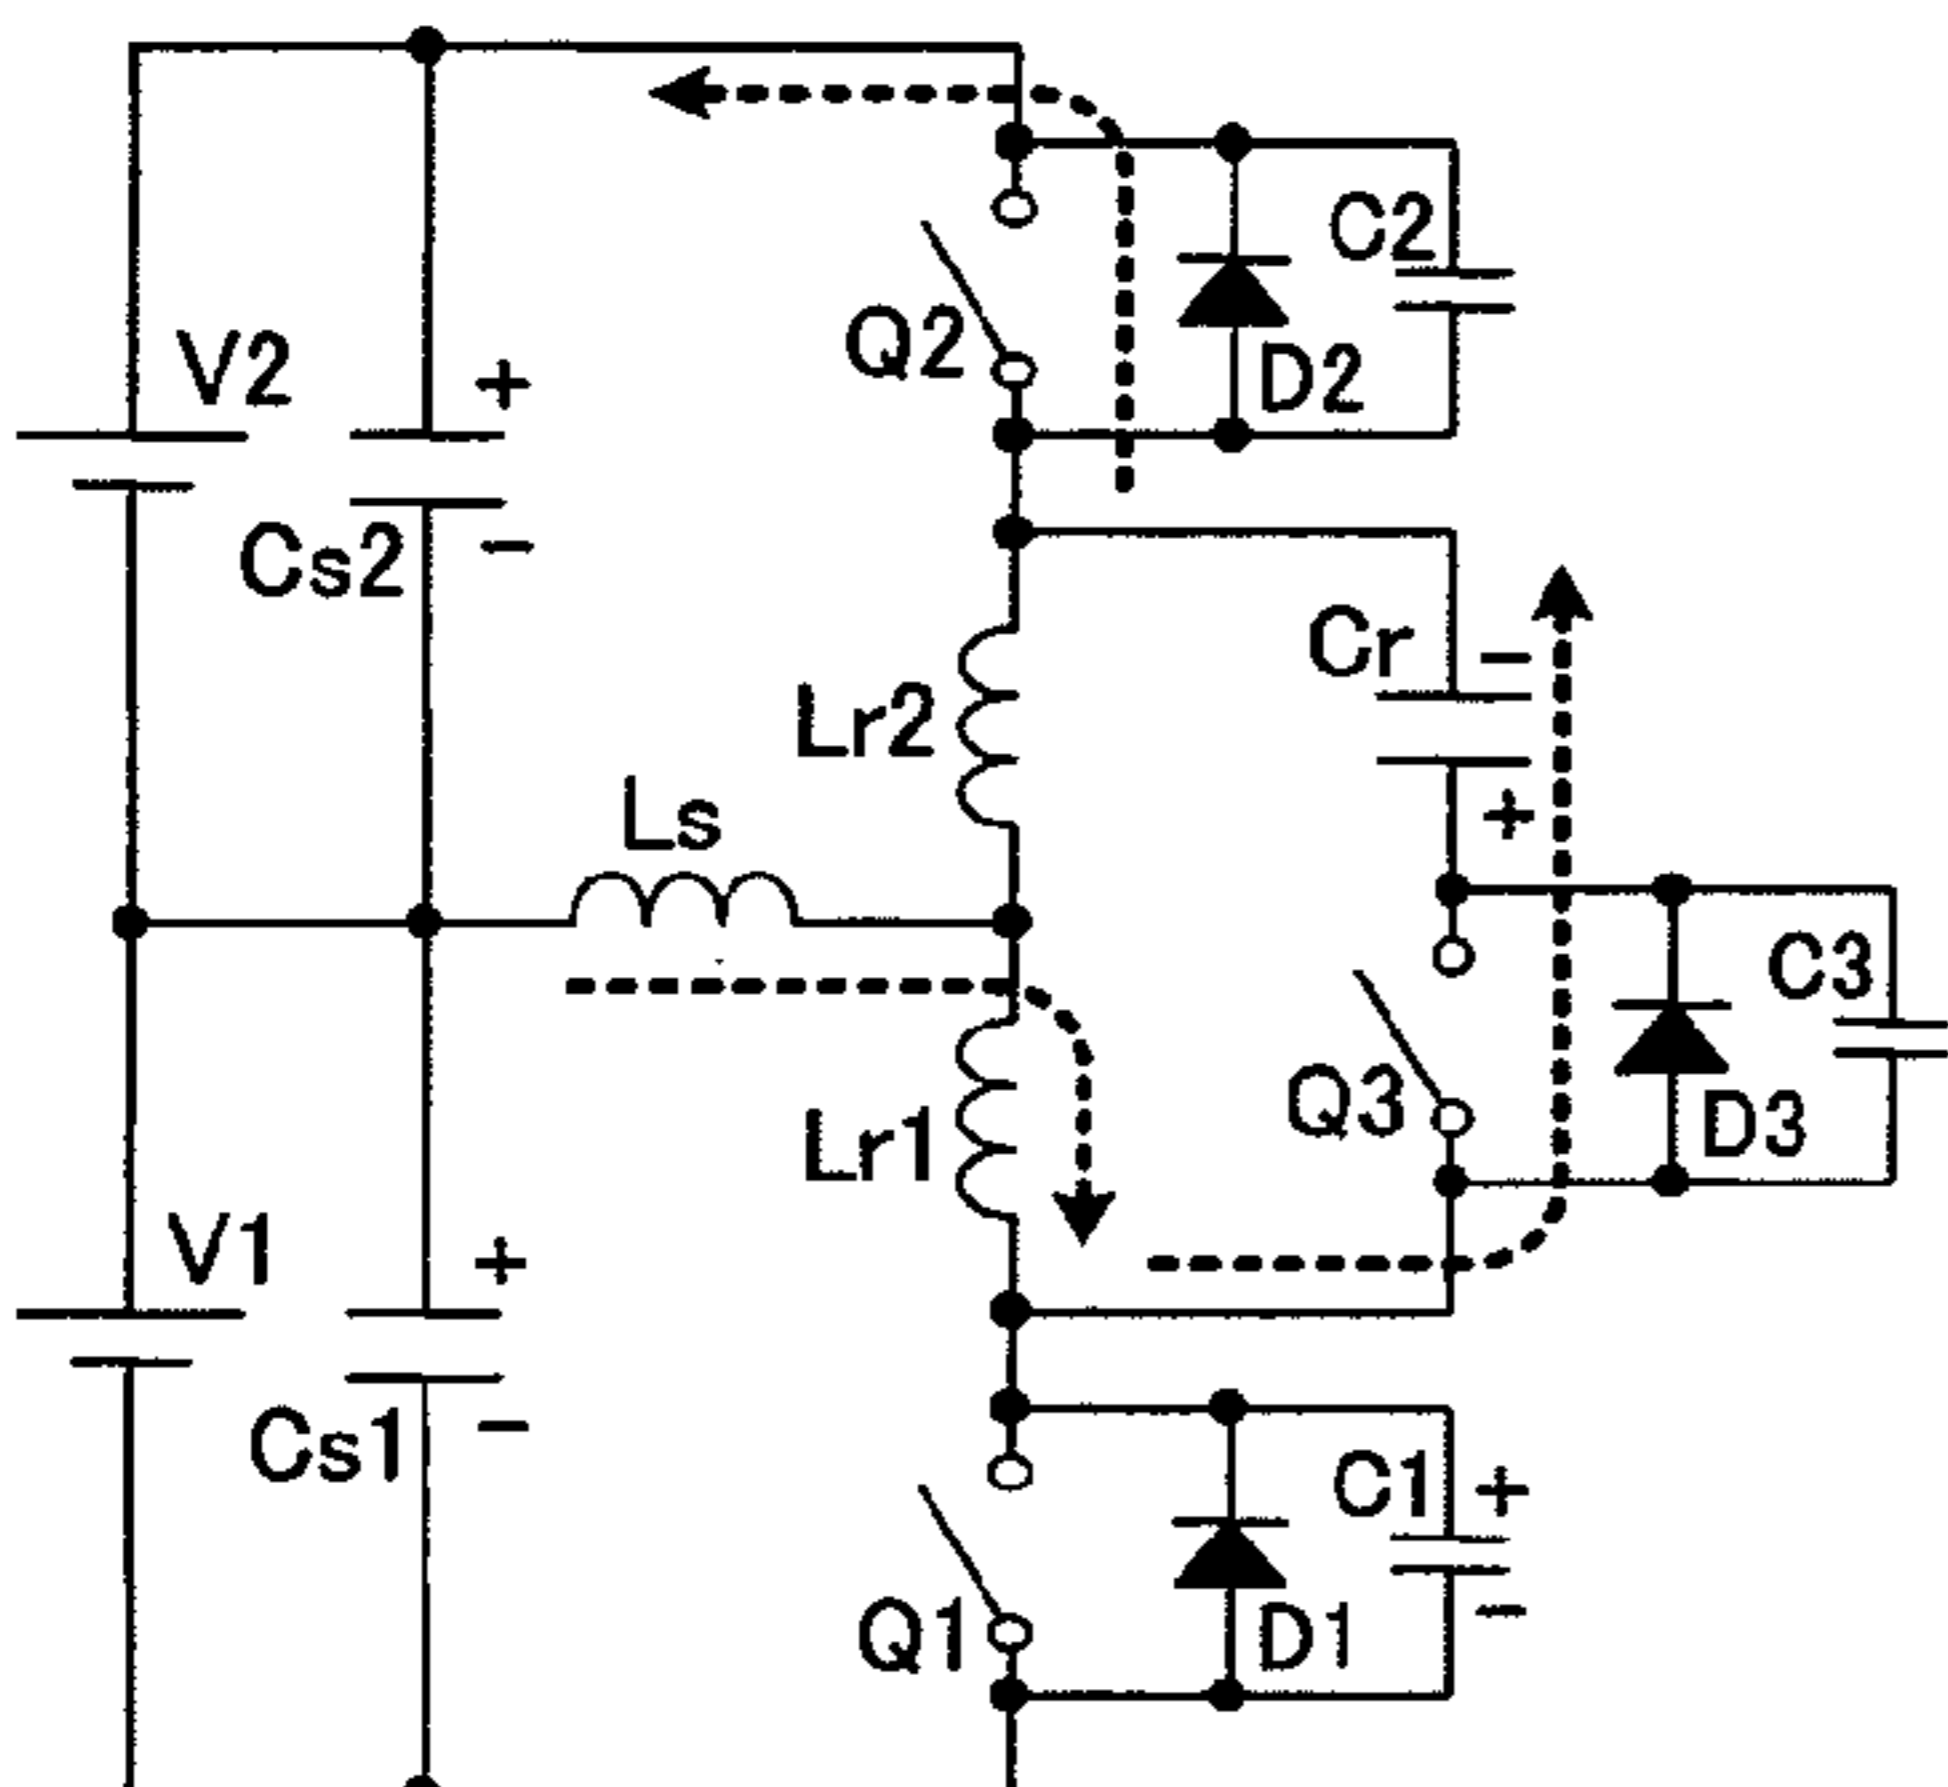 C2
V2
+
Q2
D2
Cs2
−
Cr
−
Lr2
Ls
+
C3
Q3
D3
Lr1
V1
+
Cs1
−
C1
+
Q1
D1
−